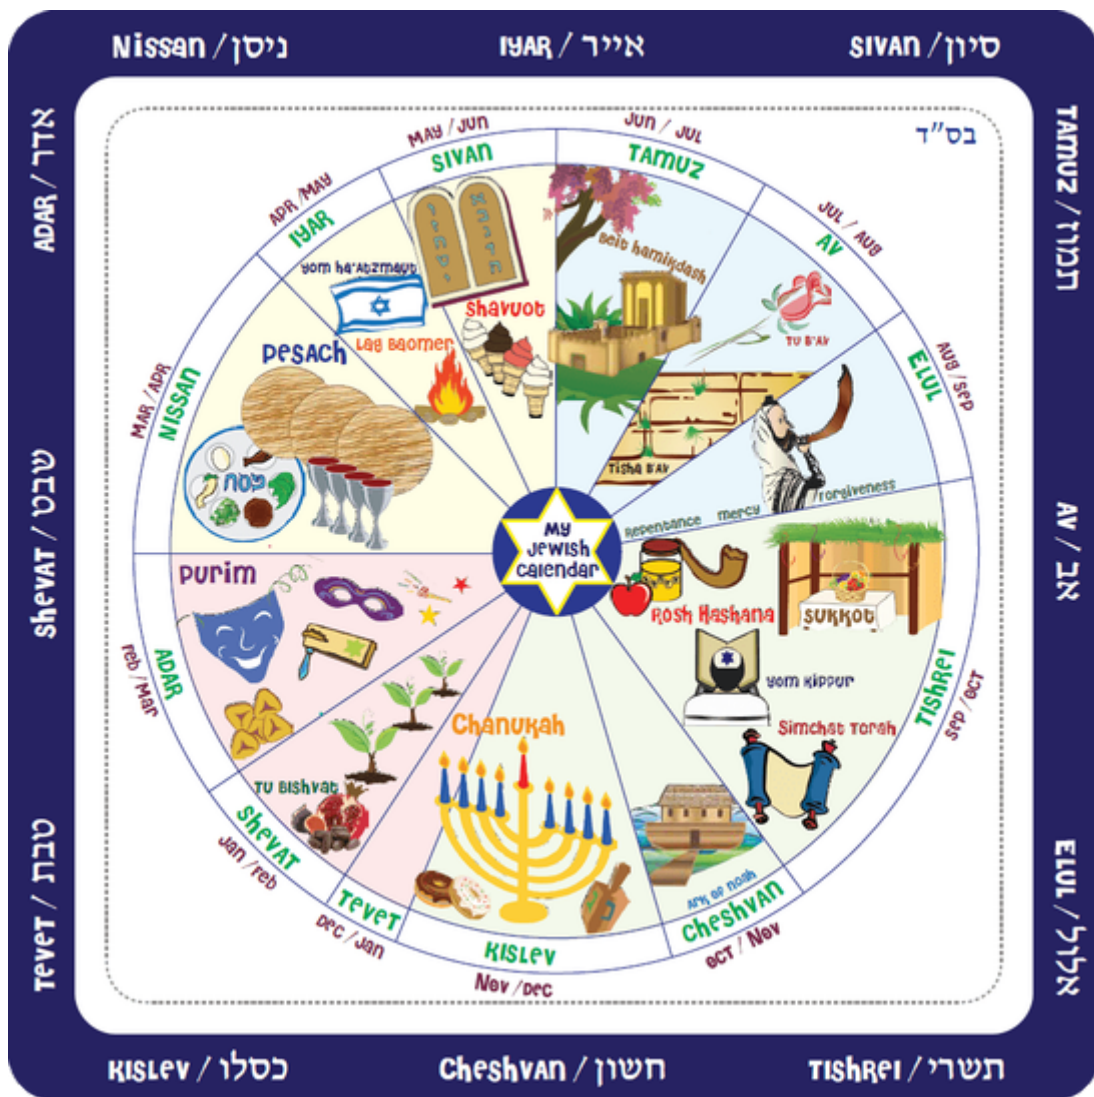 Nissan / ניסן
IYAR / אייר
SIVAN / סיון
TAMUZ / תמוז
AV / אב
ELUL / אלול
TISHREI / תשרי
CHESHVAN / חשון
KISLEV / כסלו
TEVET / טבת
SHEVAT / שבט
ADAR / אדר
בס"ד
MAY / JUN
SIVAN
JUN / JUL
TAMUZ
JUL / AUG
AV
AUG / SEP
ELUL
SEP / OCT
TISHREI
OCT / NOV
CHESHVAN
NOV / DEC
KISLEV
DEC / JAN
TEVET
JAN / FEB
SHEVAT
FEB / MAR
ADAR
MAR / APR
NISSAN
APR / MAY
IYAR
Yom Ha'Atzmaut
Lag Baomer
Shavuot
Beit Hamikdash
TU B'AV
Tisha B'Av
Repentance mercy /Forgiveness
Rosh Hashana
SUKKOT
Yom Kippur
Simchat Torah
Ark of Noah
Chanukah
TU Bishvat
Purim
Pesach
פסח
My
Jewish
Calendar